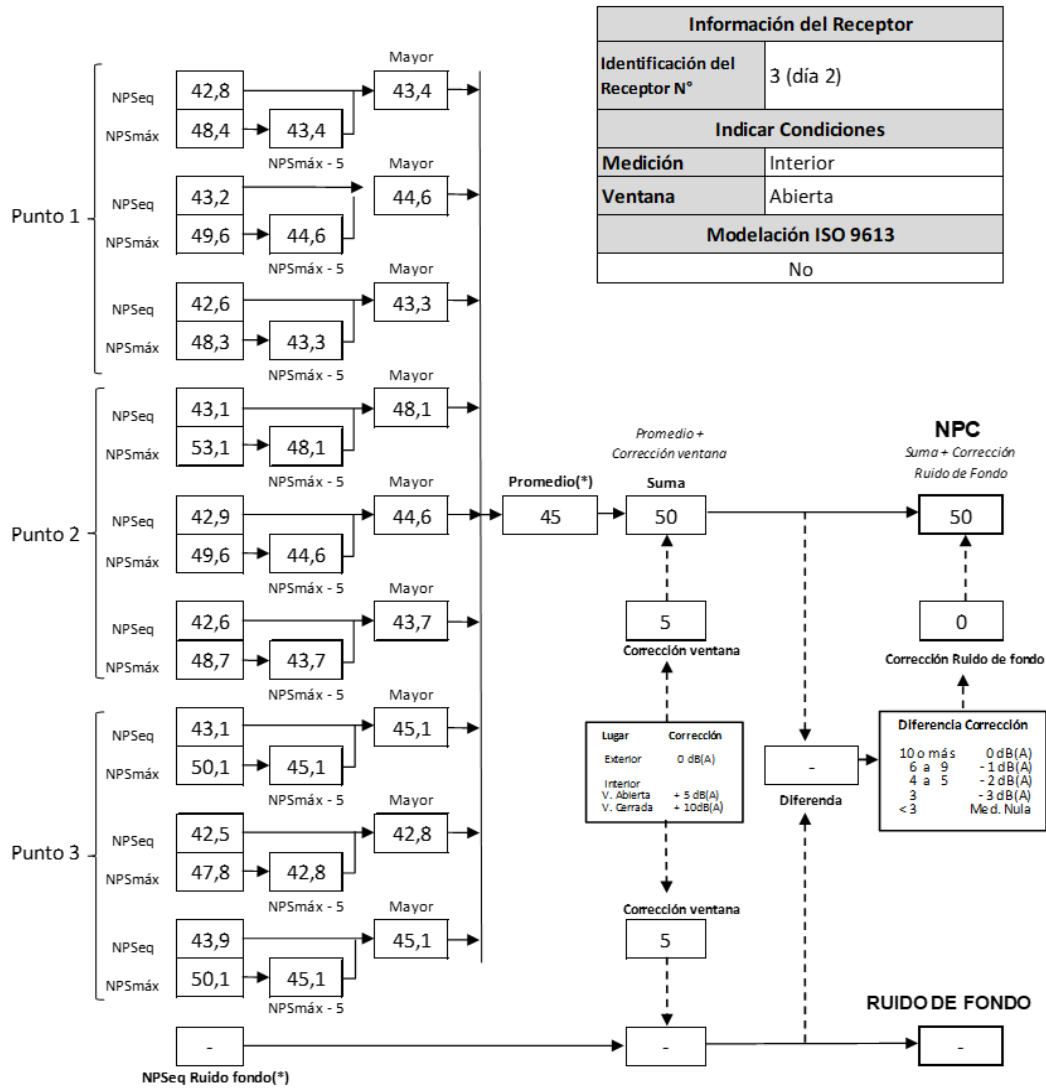 Información del Receptor
Identificación del Receptor N° 3 (día 2)
Indicar Condiciones
Medición Interior
Ventana Abierta
Modelación ISO 9613
No
Punto 1
Mayor
NPSeq 42,8 43,4
NPSmáx 48,4 43,4
NPSmáx - 5
Mayor
NPSeq 43,2 44,6
NPSmáx 49,6 44,6
NPSmáx - 5
Mayor
NPSeq 42,6 43,3
NPSmáx 48,3 43,3
NPSmáx - 5
Punto 2
Mayor
NPSeq 43,1 48,1
NPSmáx 53,1 48,1
NPSmáx - 5
Mayor
NPSeq 42,9 44,6
NPSmáx 49,6 44,6
NPSmáx - 5
Mayor
NPSeq 42,6 43,7
NPSmáx 48,7 43,7
NPSmáx - 5
Punto 3
Mayor
NPSeq 43,1 45,1
NPSmáx 50,1 45,1
NPSmáx - 5
Mayor
NPSeq 42,5 42,8
NPSmáx 47,8 42,8
NPSmáx - 5
Mayor
NPSeq 43,9 45,1
NPSmáx 50,1 45,1
NPSmáx - 5
-
NPSeq Ruido fondo(*)
Promedio(*)
45
Promedio +
Corrección ventana
Suma
50
5
Corrección ventana
Lugar Corrección
Exterior 0 dB(A)
Interior
V. Abierta + 5 dB(A)
V. Cerrada + 10dB(A)
Corrección ventana
5
-
NPC
Suma + Corrección
Ruido de Fondo
50
0
Corrección Ruido de fondo
-
Diferenda
Diferencia Corrección
10 o más 0 dB(A)
6 a 9 - 1 dB(A)
4 a 5 - 2 dB(A)
3 - 3 dB(A)
< 3 Med. Nula
RUIDO DE FONDO
-